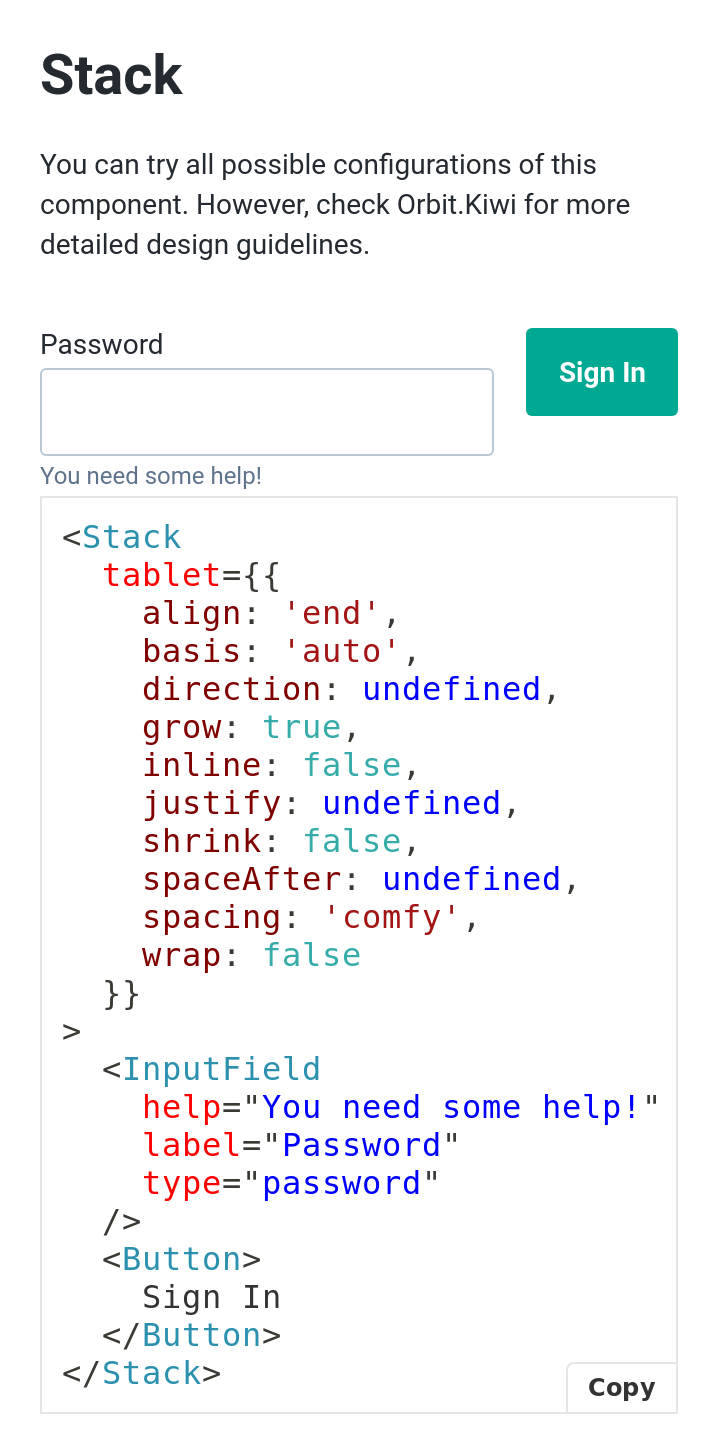 Stack
You can try all possible configurations of this
component. However, check Orbit.Kiwi for more
detailed design guidelines.
Password
Sign In
You need some help!
<Stack
  tablet={{
    align: 'end',
    basis: 'auto',
    direction: undefined,
    grow: true,
    inline: false,
    justify: undefined,
    shrink: false,
    spaceAfter: undefined,
    spacing: 'comfy',
    wrap: false
  }}
>
  <InputField
    help="You need some help!"
    label="Password"
    type="password"
  />
  <Button>
    Sign In
  </Button>
</Stack>
Copy